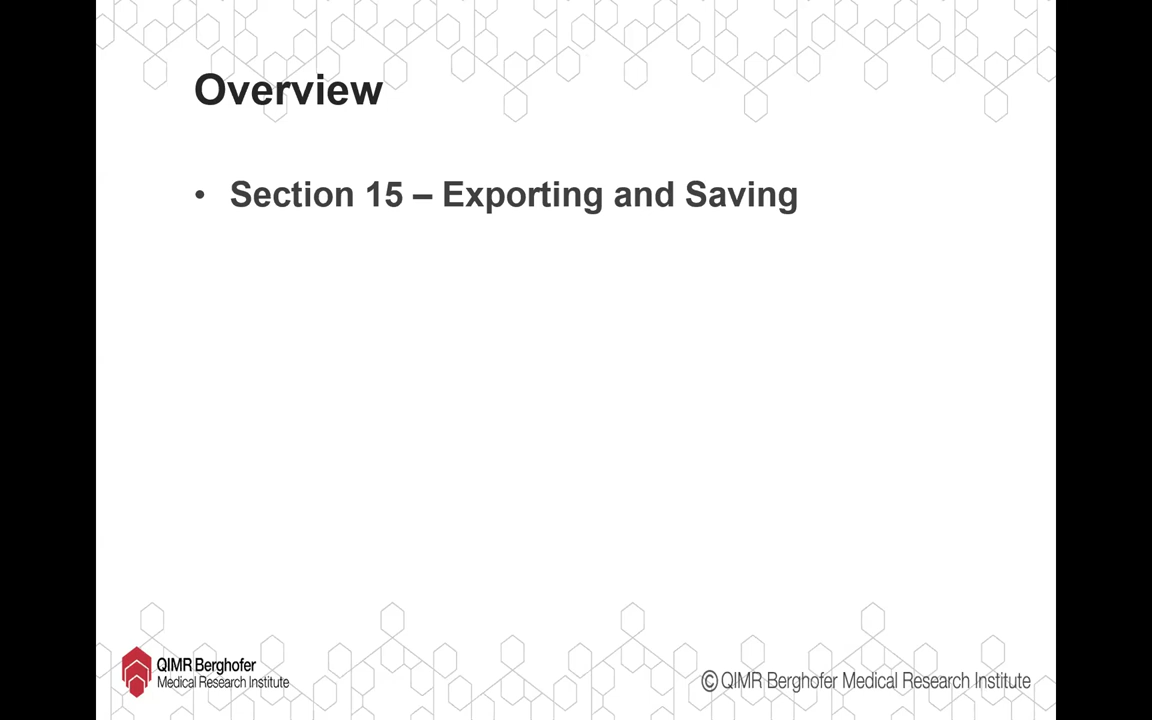 Overview
• Section 15 – Exporting and Saving
QIMR Berghofer
Medical Research Institute
© QIMR Berghofer Medical Research Institute